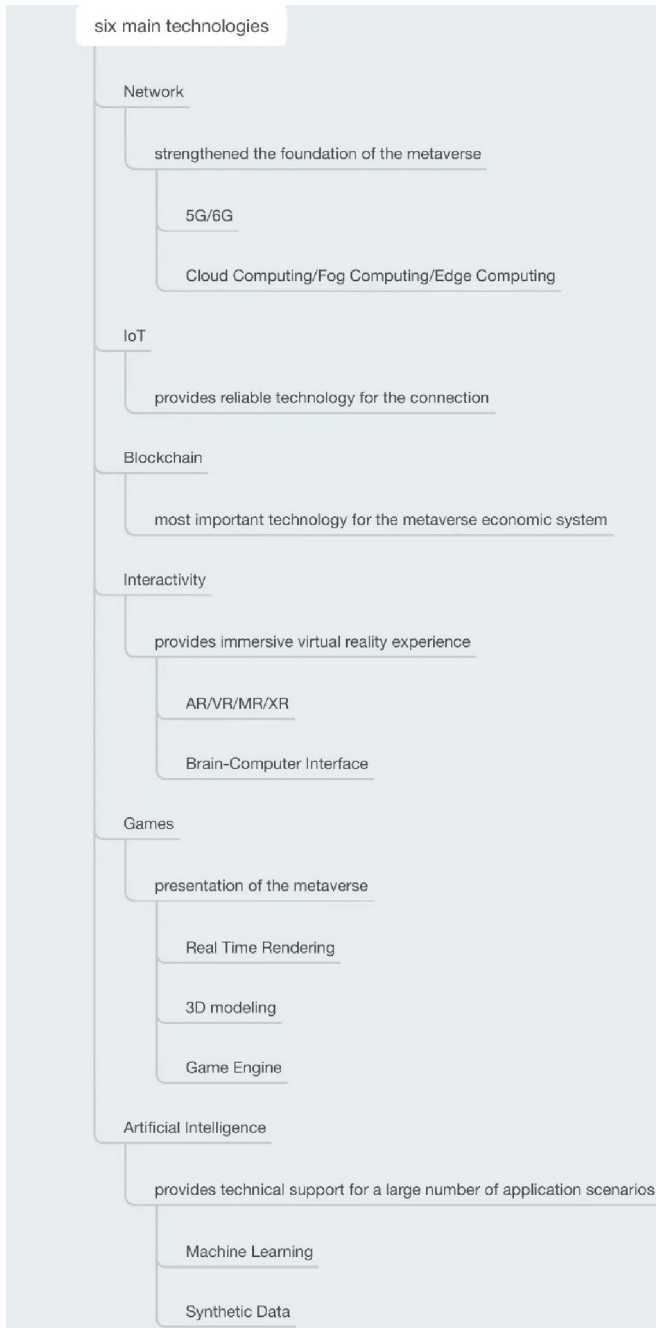 six main technologies
Network
strengthened the foundation of the metaverse
5G/6G
Cloud Computing/Fog Computing/Edge Computing
IoT
provides reliable technology for the connection
Blockchain
most important technology for the metaverse economic system
Interactivity
provides immersive virtual reality experience
AR/VR/MR/XR
Brain-Computer Interface
Games
presentation of the metaverse
Real Time Rendering
3D modeling
Game Engine
Artificial Intelligence
provides technical support for a large number of application scenarios
Machine Learning
Synthetic Data